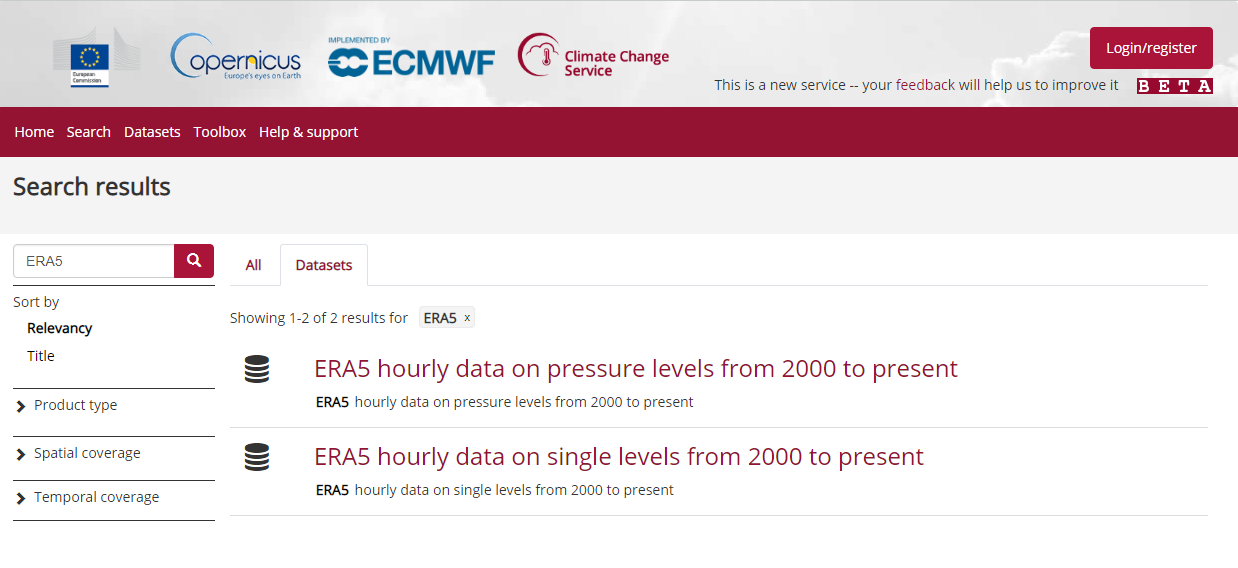 European
Commission
opernicus
Europe's eyes on Earth
IMPLEMENTED BY
ECMWF
Climate Change
Service
Login/register
This is a new service -- your feedback will help us to improve it BETA
Home Search Datasets Toolbox Help & support
Search results
ERA5
All Datasets
Sort by
Relevancy
Title
Product type
Spatial coverage
Temporal coverage
Showing 1-2 of 2 results for ERA5 x
ERA5 hourly data on pressure levels from 2000 to present
ERA5 hourly data on pressure levels from 2000 to present
ERA5 hourly data on single levels from 2000 to present
ERA5 hourly data on single levels from 2000 to present